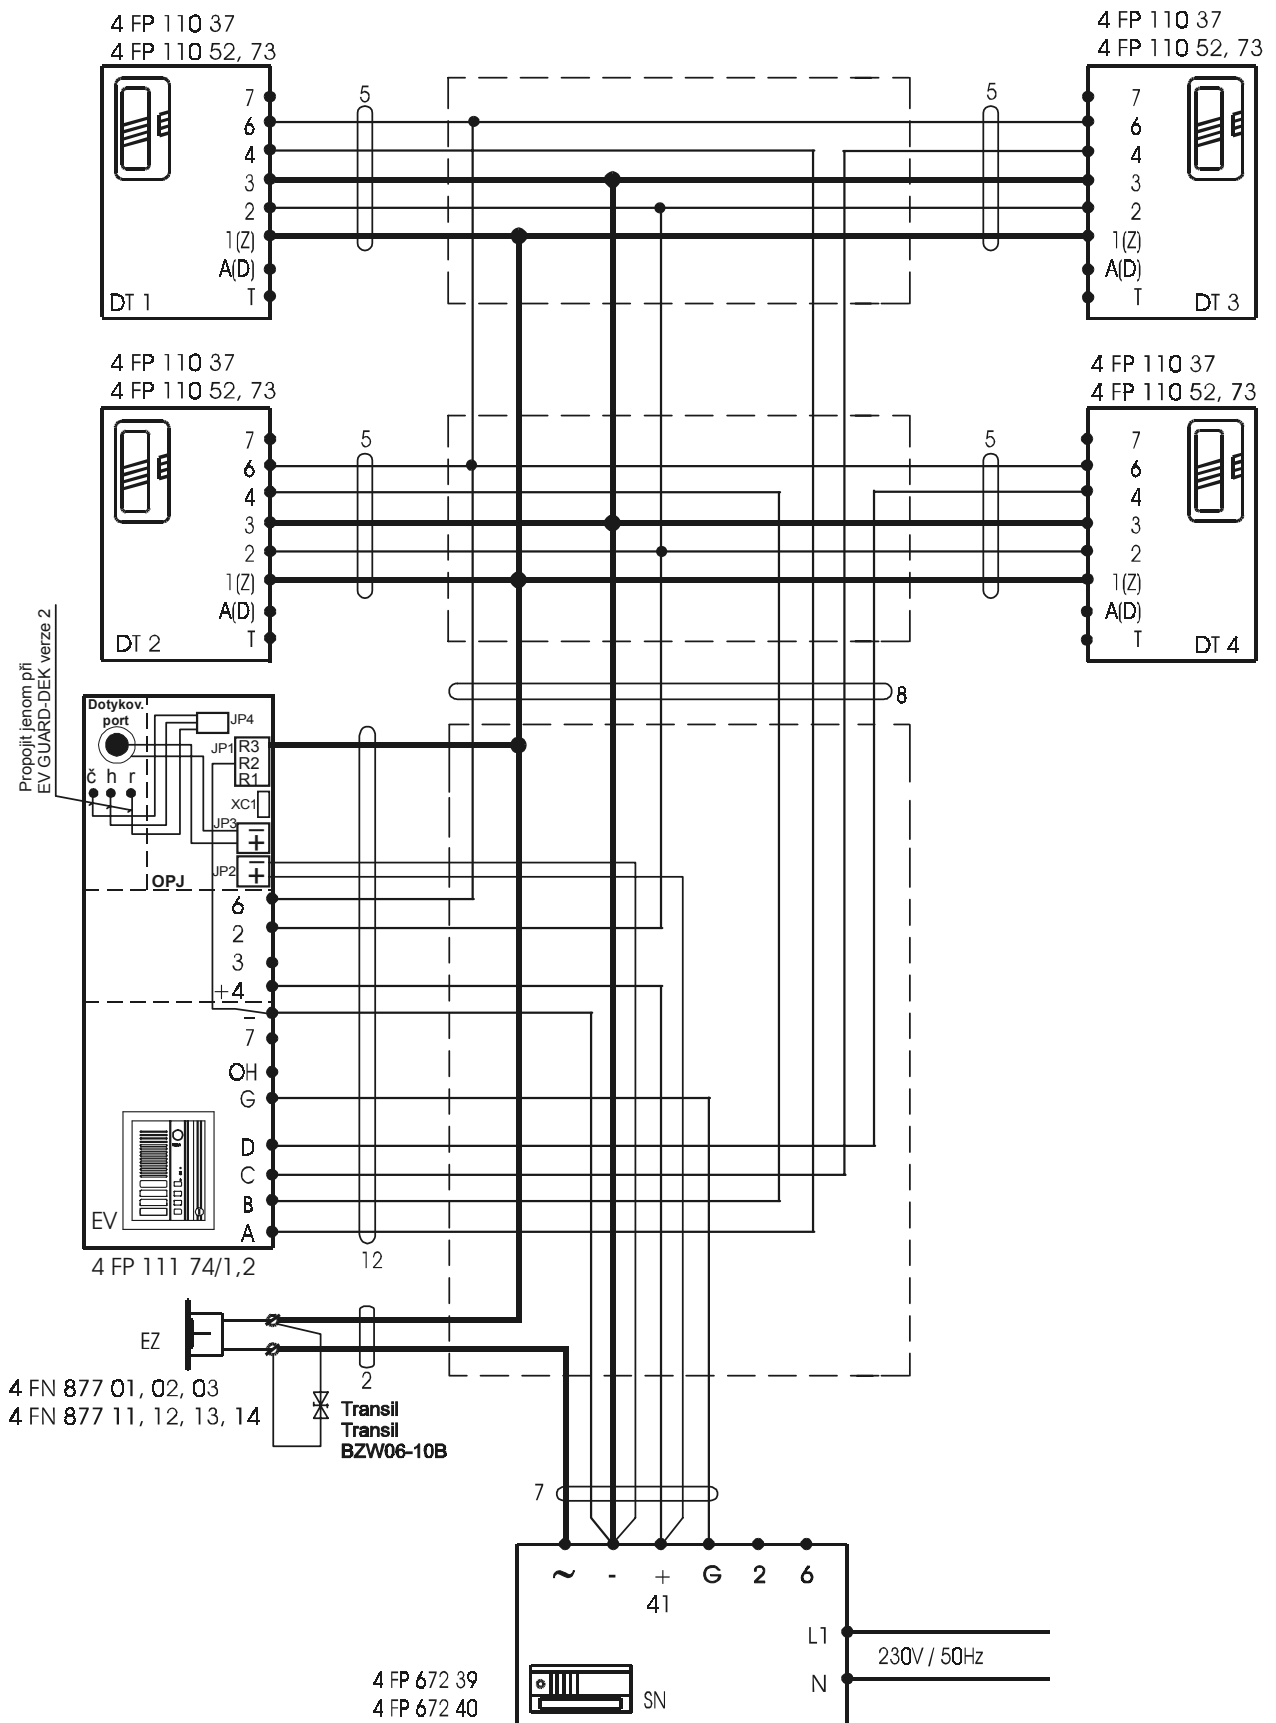 4 FP 110 37
4 FP 110 52, 73
7
6
4
3
2
1(Z)
A(D)
T
DT 1
5
5
4 FP 110 37
4 FP 110 52, 73
7
6
4
3
2
1(Z)
A(D)
T
DT 3
4 FP 110 37
4 FP 110 52, 73
7
6
4
3
2
1(Z)
A(D)
T
DT 2
5
5
4 FP 110 37
4 FP 110 52, 73
7
6
4
3
2
1(Z)
A(D)
T
DT 4
8
Propojit jenom při
EV GUARD-DEK verze 2
Dotykov.
port
JP4
JP1
R3
R2
R1
č h r
XC1
JP3
− +
JP2
− +
OPJ
6
2
3
+4
−
7
OH
G
D
C
B
A
EV
12
4 FP 111 74/1,2
EZ
2
4 FN 877 01, 02, 03
4 FN 877 11, 12, 13, 14
Transil
Transil
BZW06-10B
7
~ - + G 2 6
41
L1
230V / 50Hz
N
4 FP 672 39
4 FP 672 40
SN